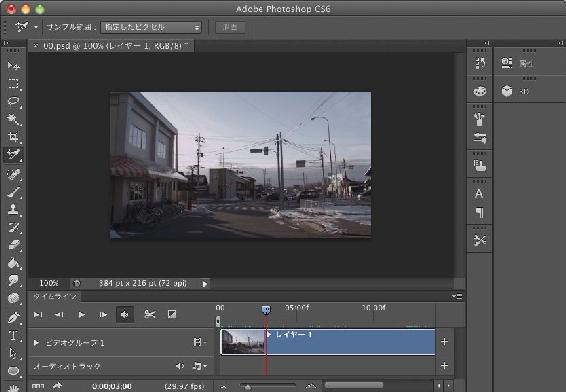 Adobe Photoshop CS6
サンプル範囲： 指定したピクセル
00.psd @ 100% (レイヤー 1, RGB/8) *
属性
3D
A
T
100%
384 pt x 216 pt (72 ppi)
タイムライン
00 05:00f 10:00f
ビデオグループ 1
レイヤー 1
オーディオトラック
0;00;03;00 (29.97 fps)